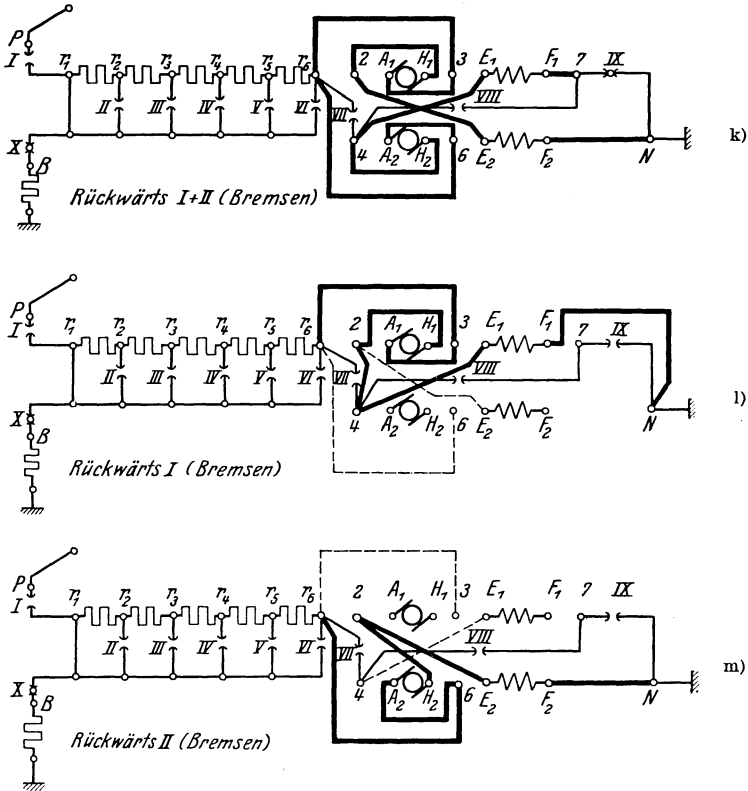 P
I
r₁ r₂ r₃ r₄ r₅ r₆ 2 A₁ H₁ 3 E₁ F₁ 7 IX
II III IV V VI VII VIII
X
B
4 A₂ H₂ 6 E₂ F₂ N
k)
Rückwärts I+II (Bremsen)
P
I
r₁ r₂ r₃ r₄ r₅ r₆ 2 A₁ H₁ 3 E₁ F₁ 7 IX
II III IV V VI VII VIII
X
B
4 A₂ H₂ 6 E₂ F₂ N
l)
Rückwärts I (Bremsen)
P
I
r₁ r₂ r₃ r₄ r₅ r₆ 2 A₁ H₁ 3 E₁ F₁ 7 IX
II III IV V VI VII VIII
X
B
4 A₂ H₂ 6 E₂ F₂ N
m)
Rückwärts II (Bremsen)